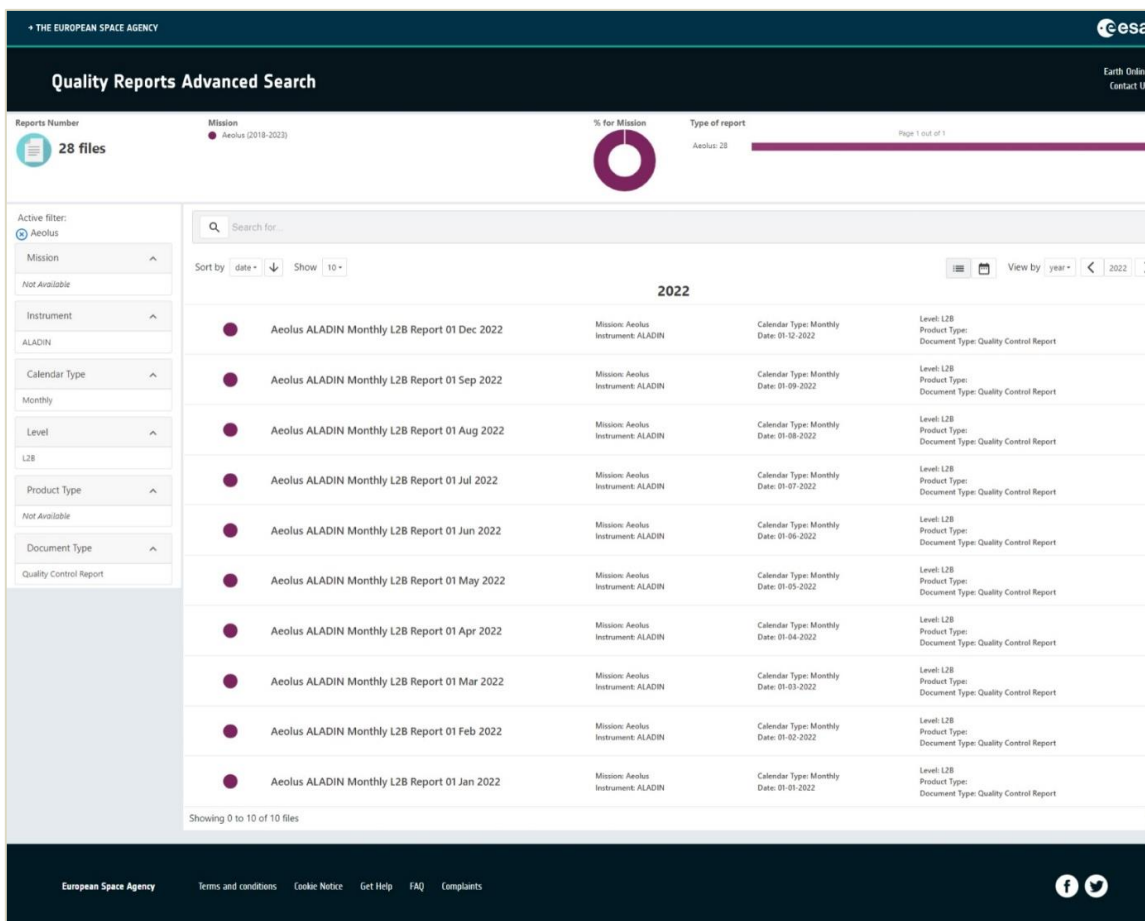 → THE EUROPEAN SPACE AGENCY
esa
Quality Reports Advanced Search
Earth Onlin
Contact U
Reports Number
28 files
Mission
Aeolus (2018-2023)
% for Mission
Type of report
Page 1 out of 1
Aeolus: 28
Active filter:
Aeolus
Mission
Not Available
Instrument
ALADIN
Calendar Type
Monthly
Level
L2B
Product Type
Not Available
Document Type
Quality Control Report
Search for...
Sort by date Show 10
View by year 2022
2022
Aeolus ALADIN Monthly L2B Report 01 Dec 2022
Mission: Aeolus
Instrument: ALADIN
Calendar Type: Monthly
Date: 01-12-2022
Level: L2B
Product Type:
Document Type: Quality Control Report
Aeolus ALADIN Monthly L2B Report 01 Sep 2022
Mission: Aeolus
Instrument: ALADIN
Calendar Type: Monthly
Date: 01-09-2022
Level: L2B
Product Type:
Document Type: Quality Control Report
Aeolus ALADIN Monthly L2B Report 01 Aug 2022
Mission: Aeolus
Instrument: ALADIN
Calendar Type: Monthly
Date: 01-08-2022
Level: L2B
Product Type:
Document Type: Quality Control Report
Aeolus ALADIN Monthly L2B Report 01 Jul 2022
Mission: Aeolus
Instrument: ALADIN
Calendar Type: Monthly
Date: 01-07-2022
Level: L2B
Product Type:
Document Type: Quality Control Report
Aeolus ALADIN Monthly L2B Report 01 Jun 2022
Mission: Aeolus
Instrument: ALADIN
Calendar Type: Monthly
Date: 01-06-2022
Level: L2B
Product Type:
Document Type: Quality Control Report
Aeolus ALADIN Monthly L2B Report 01 May 2022
Mission: Aeolus
Instrument: ALADIN
Calendar Type: Monthly
Date: 01-05-2022
Level: L2B
Product Type:
Document Type: Quality Control Report
Aeolus ALADIN Monthly L2B Report 01 Apr 2022
Mission: Aeolus
Instrument: ALADIN
Calendar Type: Monthly
Date: 01-04-2022
Level: L2B
Product Type:
Document Type: Quality Control Report
Aeolus ALADIN Monthly L2B Report 01 Mar 2022
Mission: Aeolus
Instrument: ALADIN
Calendar Type: Monthly
Date: 01-03-2022
Level: L2B
Product Type:
Document Type: Quality Control Report
Aeolus ALADIN Monthly L2B Report 01 Feb 2022
Mission: Aeolus
Instrument: ALADIN
Calendar Type: Monthly
Date: 01-02-2022
Level: L2B
Product Type:
Document Type: Quality Control Report
Aeolus ALADIN Monthly L2B Report 01 Jan 2022
Mission: Aeolus
Instrument: ALADIN
Calendar Type: Monthly
Date: 01-01-2022
Level: L2B
Product Type:
Document Type: Quality Control Report
Showing 0 to 10 of 10 files
European Space Agency Terms and conditions Cookie Notice Get Help FAQ Complaints